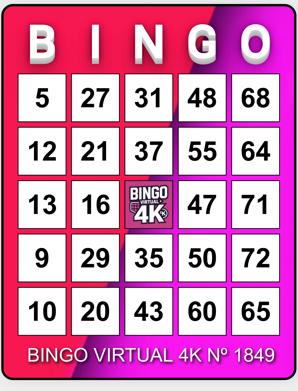 BINGO
5 27 31 48 68
12 21 37 55 64
13 16 BINGO VIRTUAL 4K 47 71
9 29 35 50 72
10 20 43 60 65
BINGO VIRTUAL 4K Nº 1849